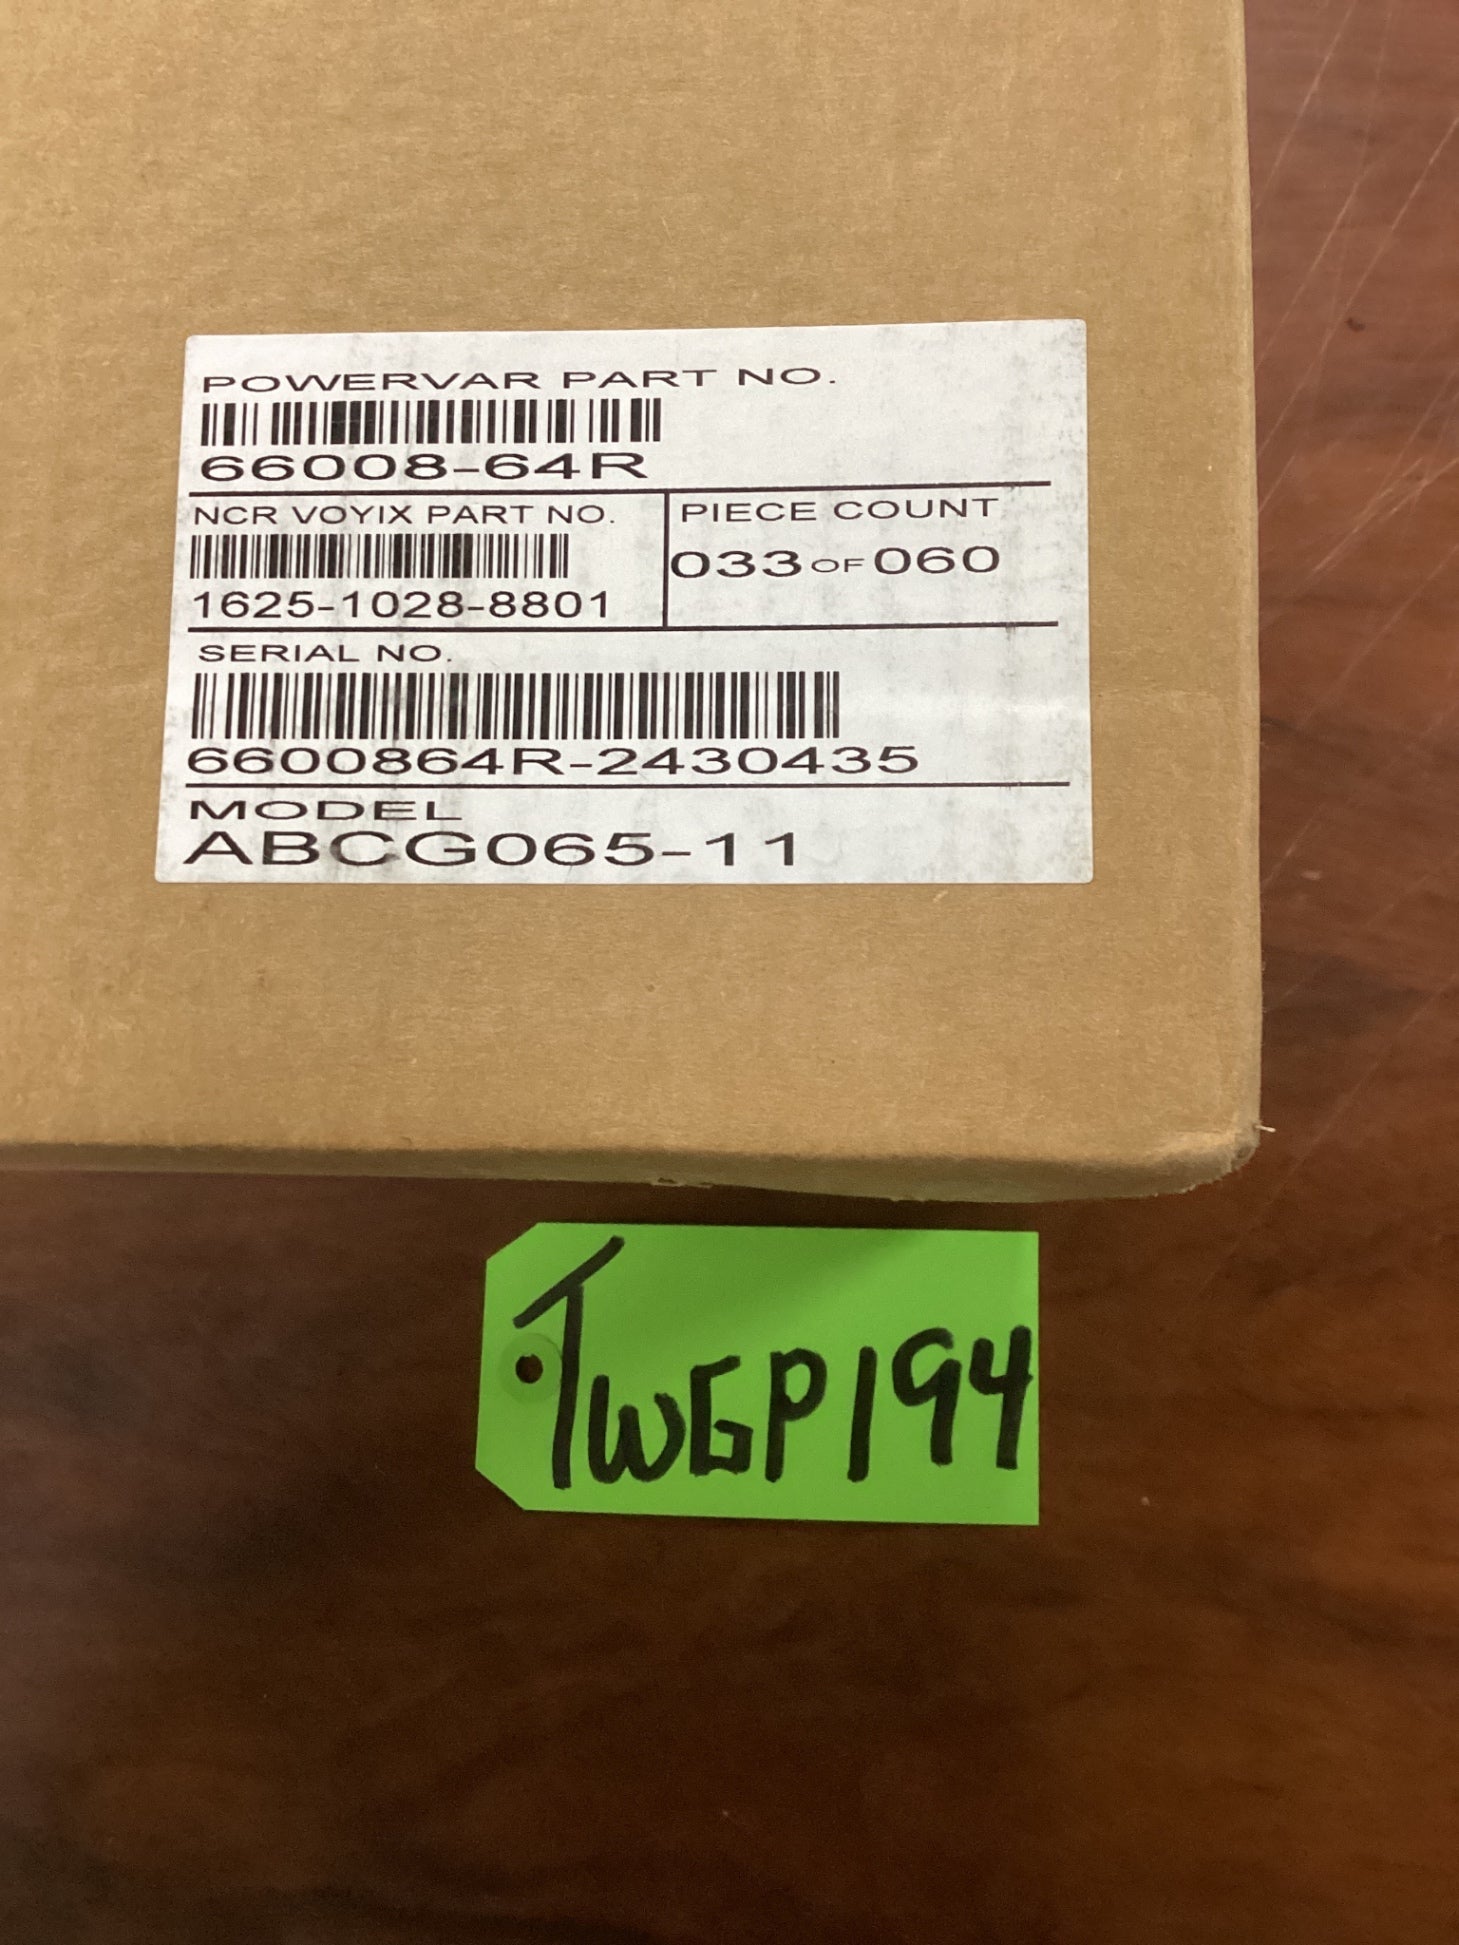 POWERVAR PART NO.
66008-64R
NCR VOYIX PART NO.
1625-1028-8801
PIECE COUNT
033 OF 060
SERIAL NO.
6600864R-2430435
MODEL
ABCG065-11
TWGP194